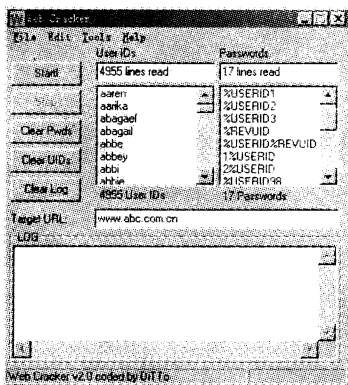 Web Cracker
File Edit Tools Help
User IDs
Passwords
Start!
4955 lines read
17 lines read
Clear Pwds
Clear UIDs
Clear Log
aaren
aarika
abagael
abagail
abbe
abbey
abbi
abbie
%USERID1
%USERID2
%USERID3
%REVUID
%USERID%REVUID
1%USERID
2%USERID
%USERID98
4955 User IDs
17 Passwords
Target URL:
www.abc.com.cn
LOG
Web Cracker v2.0 coded by DiTTo